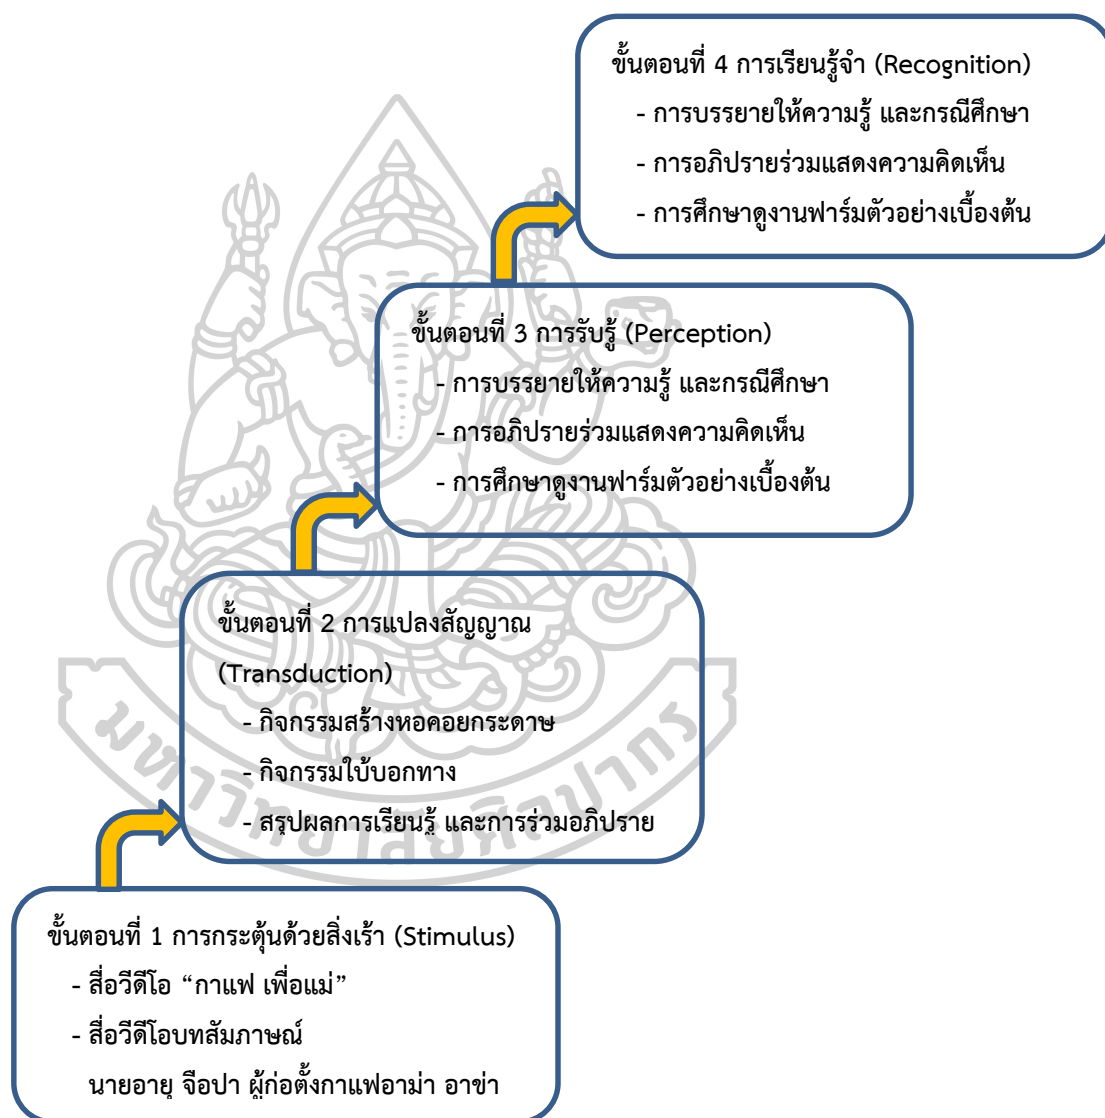 ขั้นตอนที่ 4 การเรียนรู้จำ (Recognition)
- การบรรยายให้ความรู้ และกรณีศึกษา
- การอภิปรายร่วมแสดงความคิดเห็น
- การศึกษาดูงานฟาร์มตัวอย่างเบื้องต้น
ขั้นตอนที่ 3 การรับรู้ (Perception)
- การบรรยายให้ความรู้ และกรณีศึกษา
- การอภิปรายร่วมแสดงความคิดเห็น
- การศึกษาดูงานฟาร์มตัวอย่างเบื้องต้น
ขั้นตอนที่ 2 การแปลงสัญญาณ
(Transduction)
- กิจกรรมสร้างหอคอยกระดาษ
- กิจกรรมใบ้บอกทาง
- สรุปผลการเรียนรู้ และการร่วมอภิปราย
มหาวิทยาลัยศิลปากร
ขั้นตอนที่ 1 การกระตุ้นด้วยสิ่งเร้า (Stimulus)
- สื่อวีดีโอ “กาแฟ เพื่อแม่”
- สื่อวีดีโอบทสัมภาษณ์
นายอายุ จือปา ผู้ก่อตั้งกาแฟอาม่า อาข่า